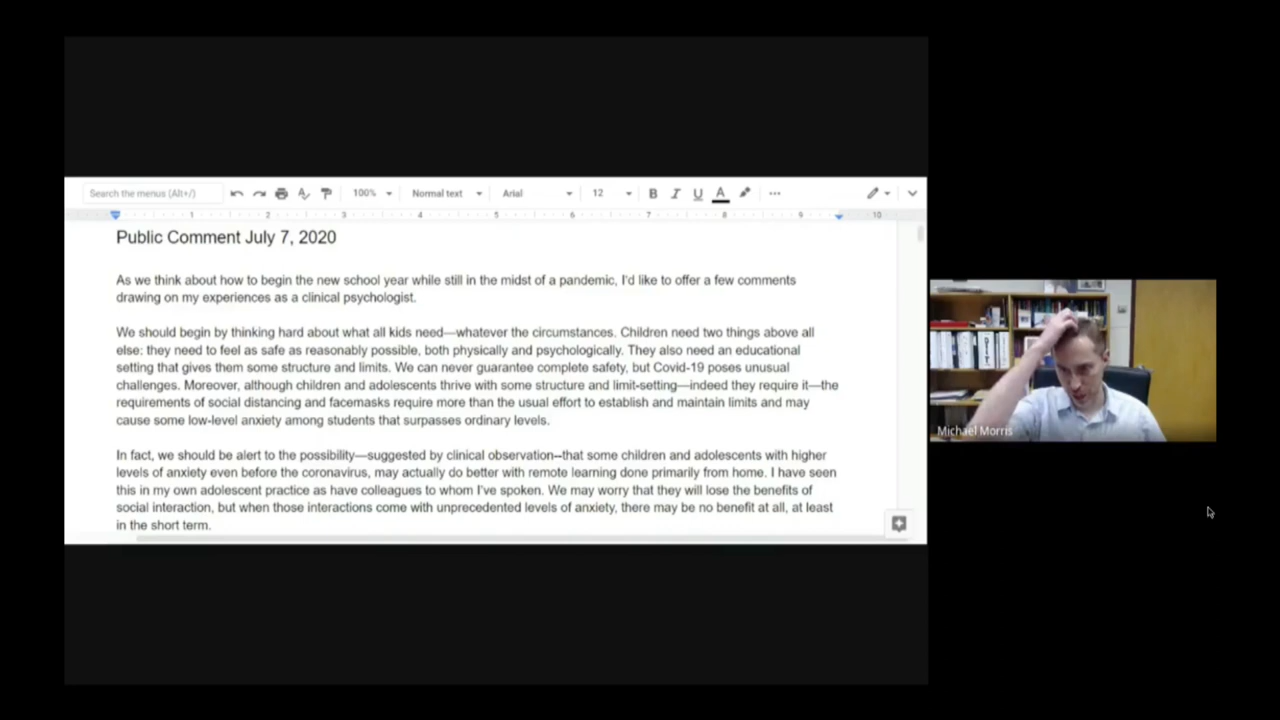 Search the menus (Alt+/) 100% Normal text Arial 12 B I U A
1 2 3 4 5 6 7 8 9 10
Public Comment July 7, 2020
As we think about how to begin the new school year while still in the midst of a pandemic, I'd like to offer a few comments
drawing on my experiences as a clinical psychologist.
We should begin by thinking hard about what all kids need—whatever the circumstances. Children need two things above all
else: they need to feel as safe as reasonably possible, both physically and psychologically. They also need an educational
setting that gives them some structure and limits. We can never guarantee complete safety, but Covid-19 poses unusual
challenges. Moreover, although children and adolescents thrive with some structure and limit-setting—indeed they require it—the
requirements of social distancing and facemasks require more than the usual effort to establish and maintain limits and may
cause some low-level anxiety among students that surpasses ordinary levels.
In fact, we should be alert to the possibility—suggested by clinical observation--that some children and adolescents with higher
levels of anxiety even before the coronavirus, may actually do better with remote learning done primarily from home. I have seen
this in my own adolescent practice as have colleagues to whom I've spoken. We may worry that they will lose the benefits of
social interaction, but when those interactions come with unprecedented levels of anxiety, there may be no benefit at all, at least
in the short term.
Michael Morris